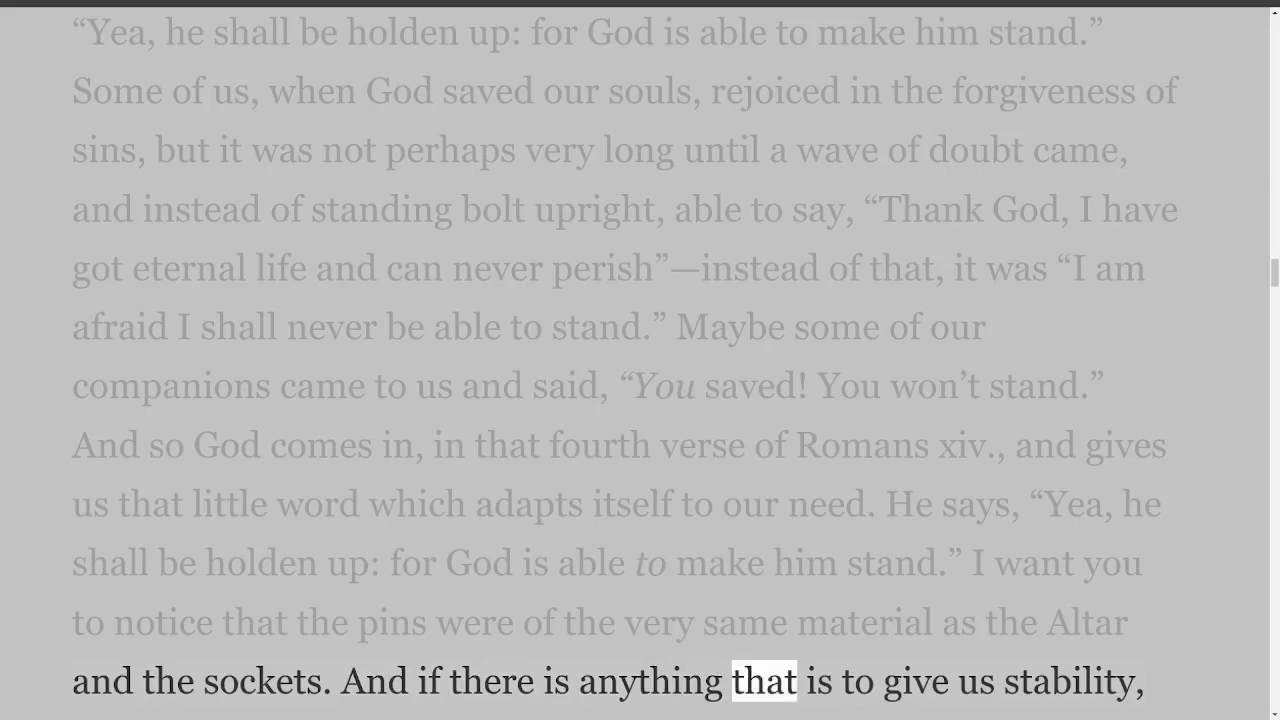 “Yea, he shall be holden up: for God is able to make him stand.”
Some of us, when God saved our souls, rejoiced in the forgiveness of
sins, but it was not perhaps very long until a wave of doubt came,
and instead of standing bolt upright, able to say, “Thank God, I have
got eternal life and can never perish”—instead of that, it was “I am
afraid I shall never be able to stand.” Maybe some of our
companions came to us and said, “You saved! You won’t stand.”
And so God comes in, in that fourth verse of Romans xiv., and gives
us that little word which adapts itself to our need. He says, “Yea, he
shall be holden up: for God is able to make him stand.” I want you
to notice that the pins were of the very same material as the Altar
and the sockets. And if there is anything that is to give us stability,